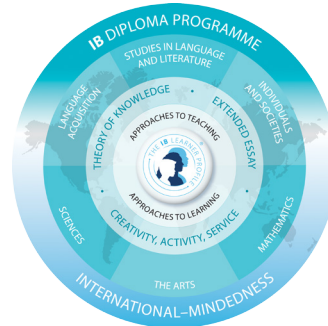 IB DIPLOMA PROGRAMME
STUDIES IN LANGUAGE
AND LITERATURE
LANGUAGE
ACQUISITION
INDIVIDUALS
AND SOCIETIES
THEORY OF KNOWLEDGE
EXTENDED ESSAY
APPROACHES TO TEACHING
THE IB LEARNER PROFILE
APPROACHES TO LEARNING
CREATIVITY, ACTIVITY, SERVICE
SCIENCES
MATHEMATICS
THE ARTS
INTERNATIONAL–MINDEDNESS